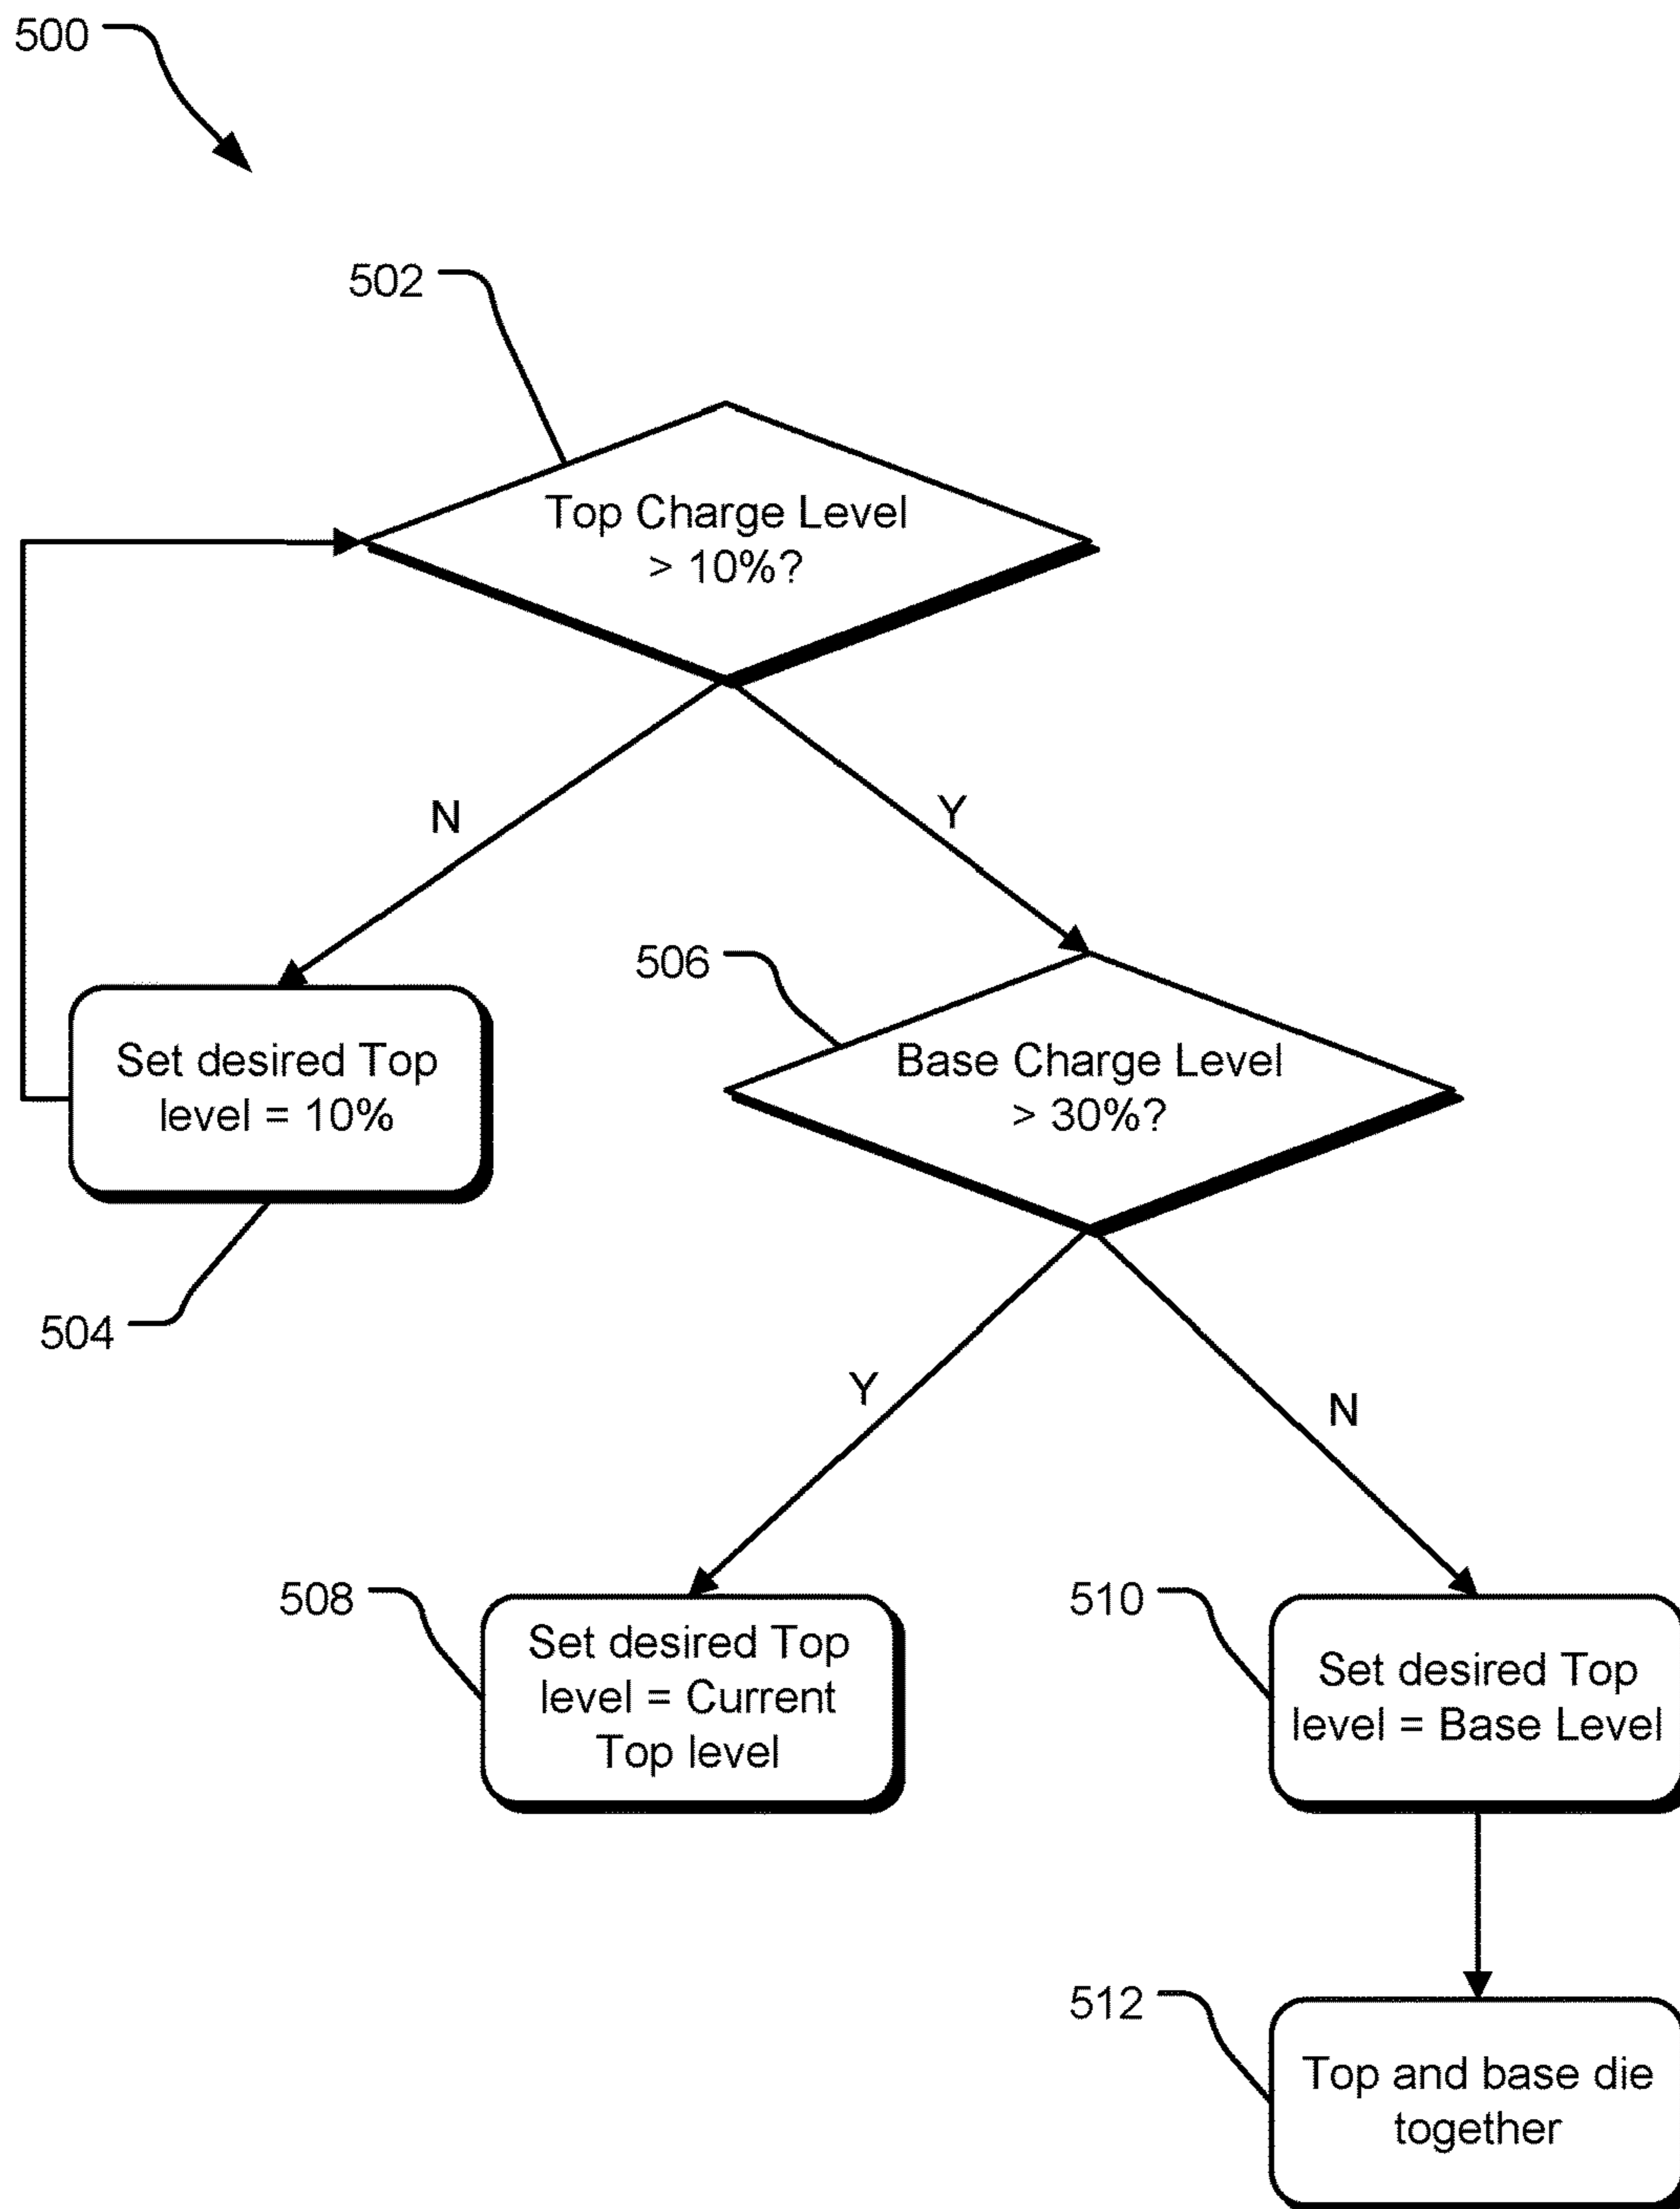 500
502
Top Charge Level
> 10%?
N
Y
506
Set desired Top
level = 10%
Base Charge Level
> 30%?
504
Y
N
508
510
Set desired Top
level = Current
Top level
Set desired Top
level = Base Level
512
Top and base die
together